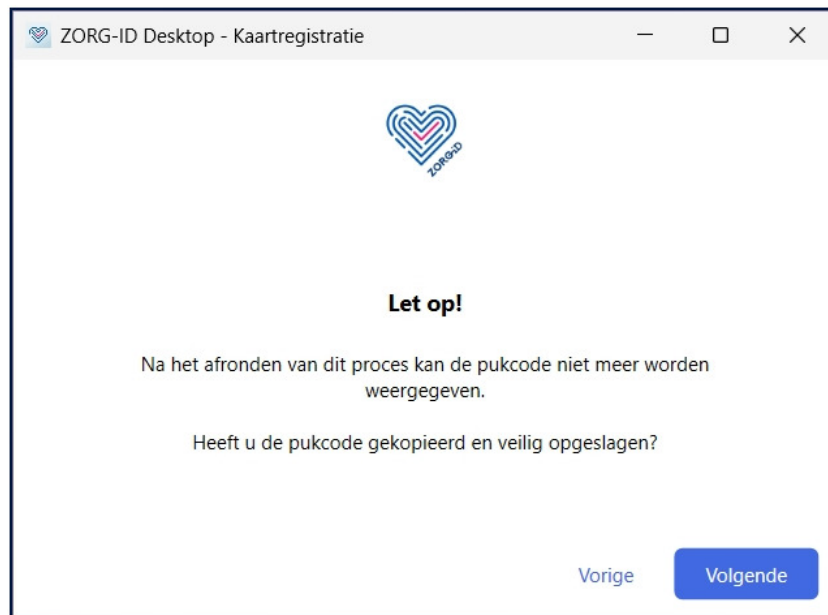 ZORG-ID Desktop - Kaartregistratie
ZORG-ID
Let op!
Na het afronden van dit proces kan de pukcode niet meer worden
weergegeven.
Heeft u de pukcode gekopieerd en veilig opgeslagen?
Vorige
Volgende